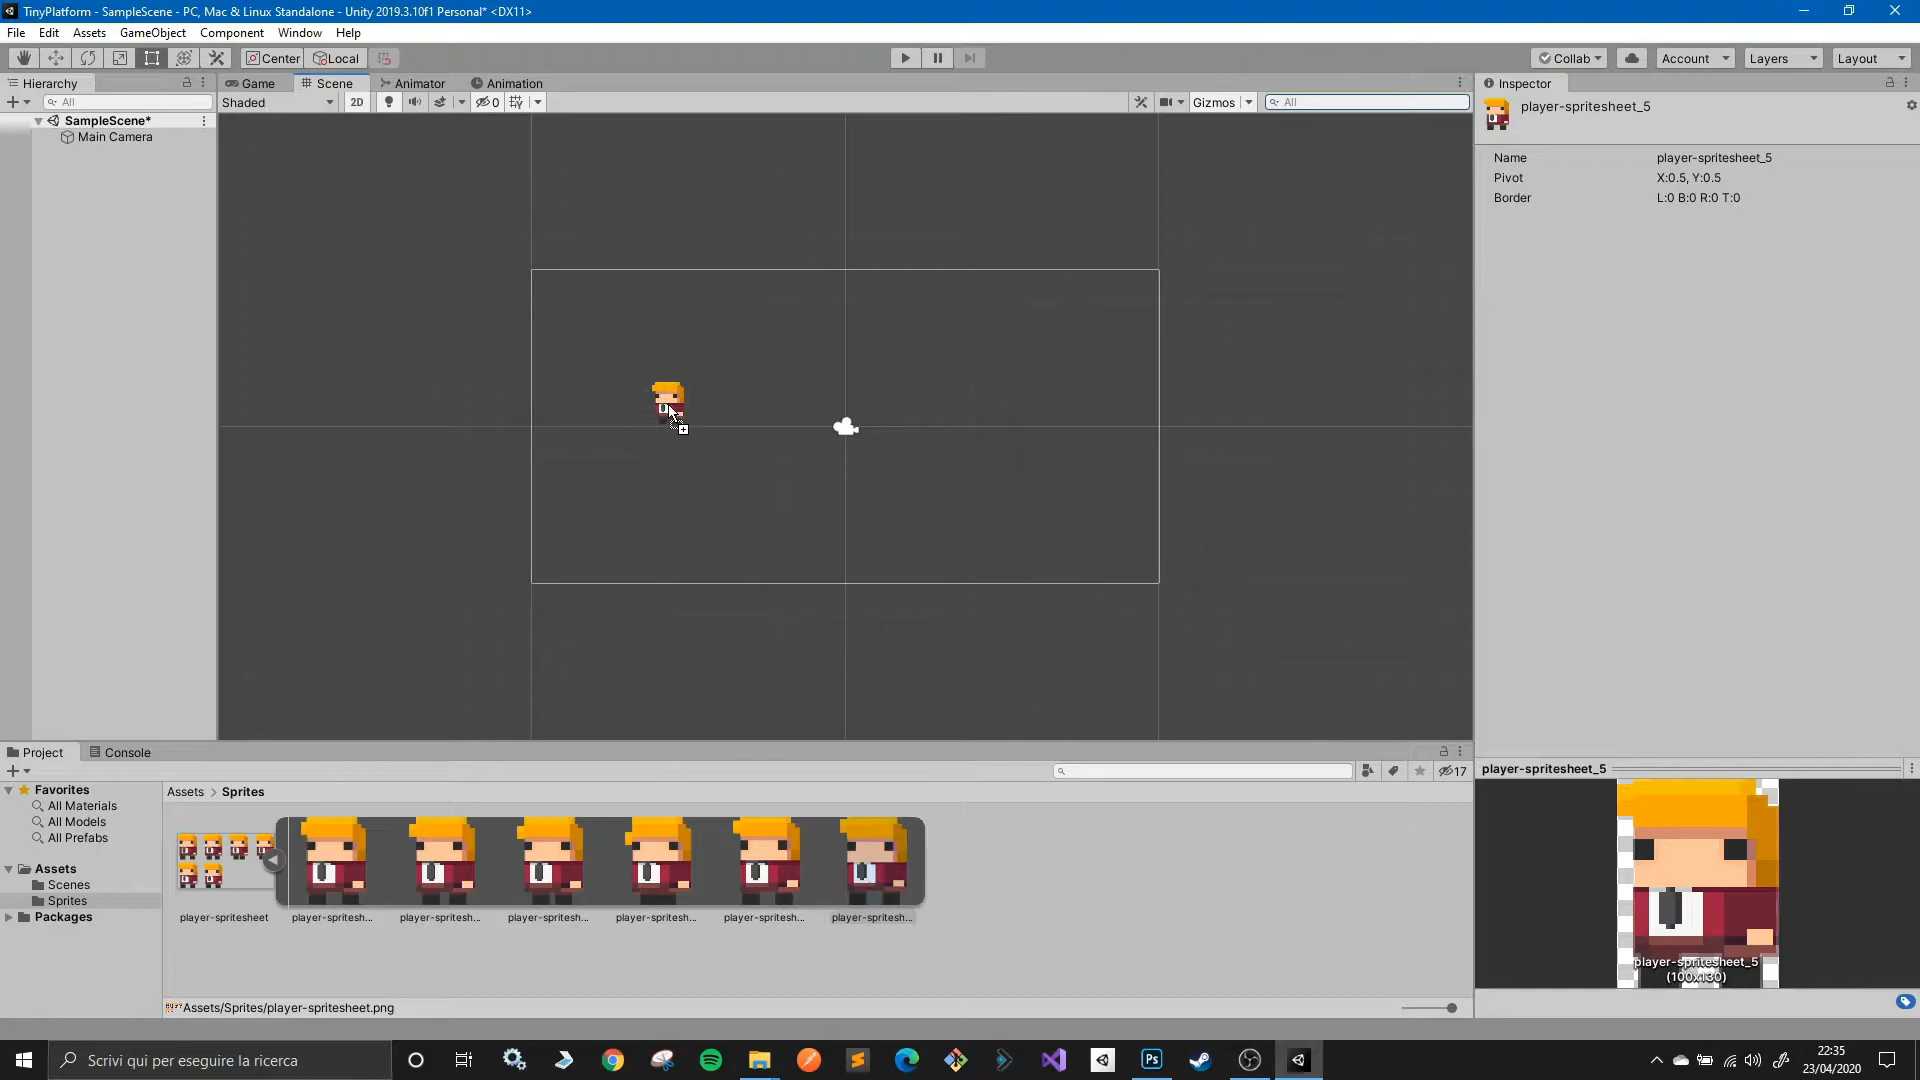 TinyPlatform - SampleScene - PC, Mac & Linux Standalone - Unity 2019.3.10f1 Personal* <DX11>
File Edit Assets GameObject Component Window Help
Center Local Collab Account Layers Layout
Hierarchy
Game Scene Animator Animation
Inspector
All
Shaded 2D 0 Gizmos All
SampleScene*
Main Camera
player-spritesheet_5
Name player-spritesheet_5
Pivot X:0.5, Y:0.5
Border L:0 B:0 R:0 T:0
Project Console
17
Favorites
All Materials
All Models
All Prefabs
Assets
Scenes
Sprites
Packages
Assets > Sprites
player-spritesheet player-spritesh... player-spritesh... player-spritesh... player-spritesh... player-spritesh... player-spritesh...
Assets/Sprites/player-spritesheet.png
player-spritesheet_5
player-spritesheet_5
(100x130)
Scrivi qui per eseguire la ricerca
Ps
22:35
23/04/2020